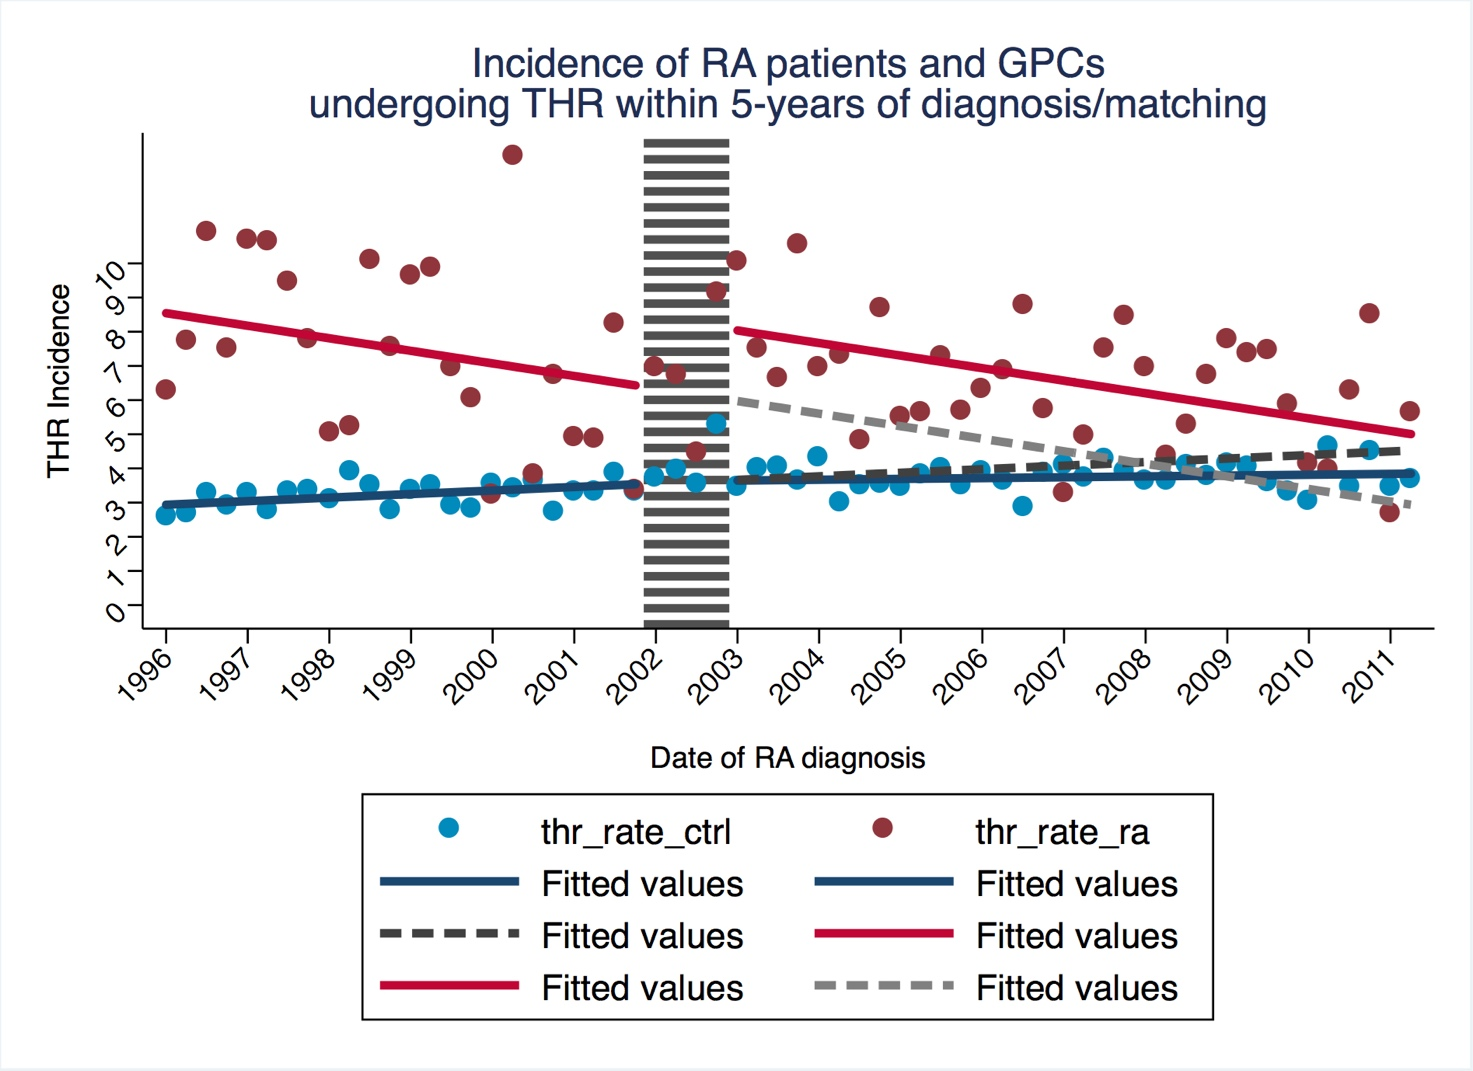 Incidence of RA patients and GPCs
undergoing THR within 5-years of diagnosis/matching
THR Incidence
10
9
8
7
6
5
4
3
2
1
0
1996 1997 1998 1999 2000 2001 2002 2003 2004 2005 2006 2007 2008 2009 2010 2011
Date of RA diagnosis
thr_rate_ctrl thr_rate_ra
Fitted values Fitted values
Fitted values Fitted values
Fitted values Fitted values